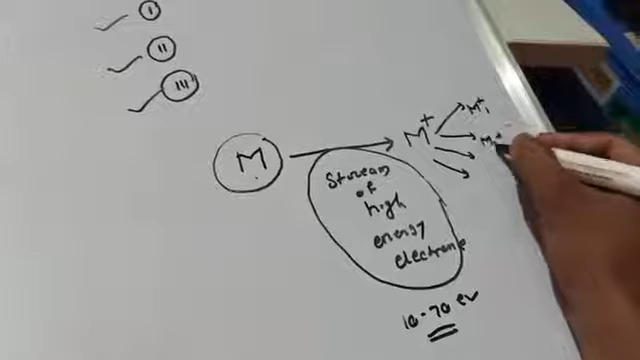 I
II
III
M
M+
M+1
M+
Stream
of
high
energy
electrons
10-70 ev